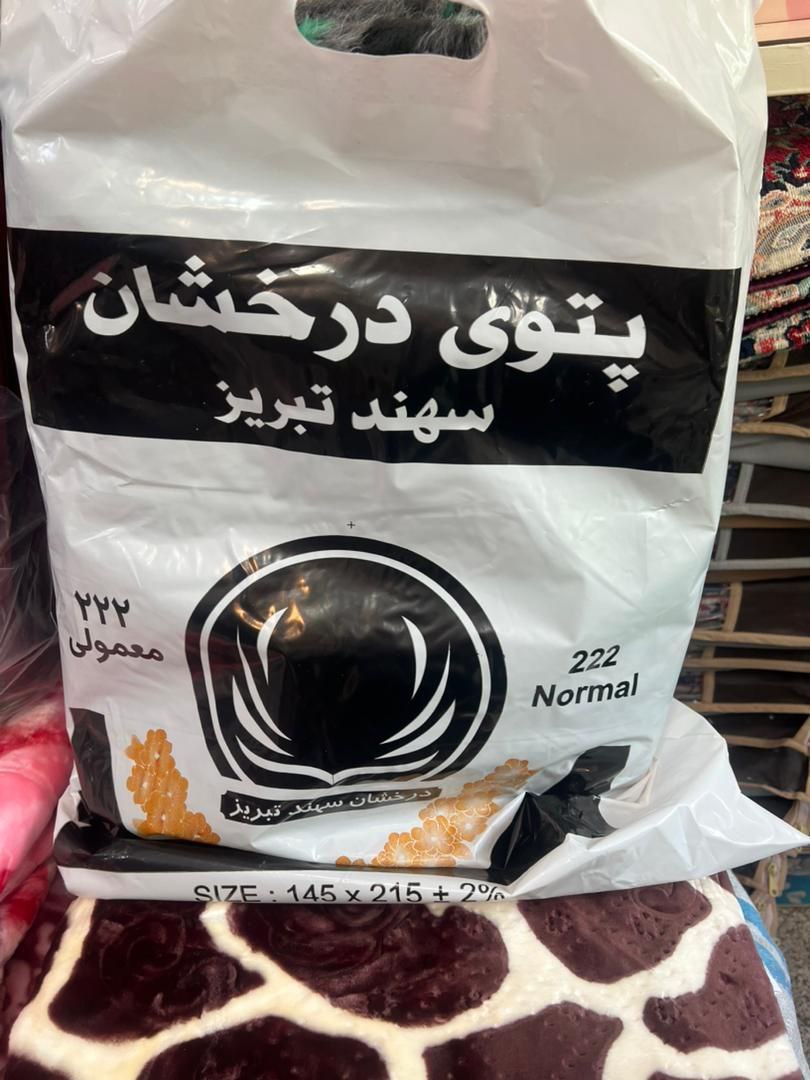 پتوی درخشان
سهند تبریز
۲۲۲
معمولی
222
Normal
درخشان سهند تبریز
SIZE : 145 x 215 ± 2%